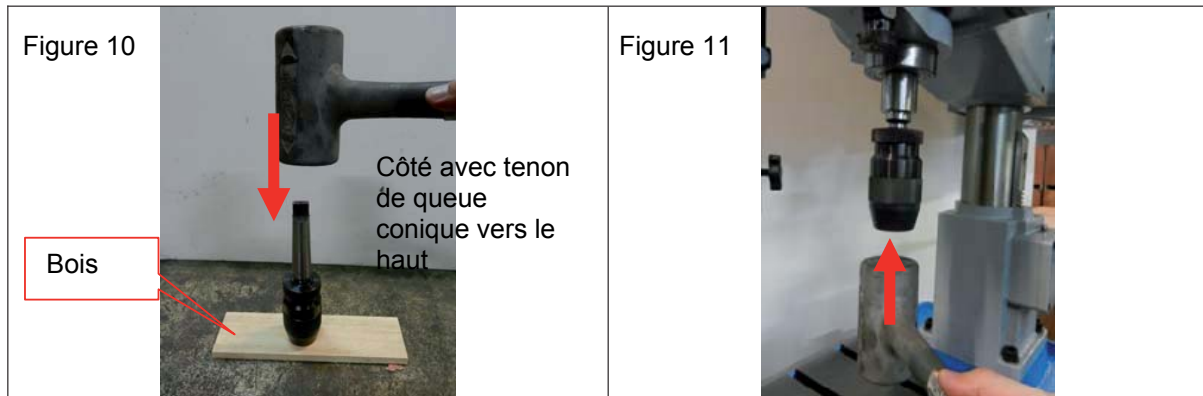 Figure 10
Côté avec tenon
de queue
conique vers le
haut
Bois
Figure 11